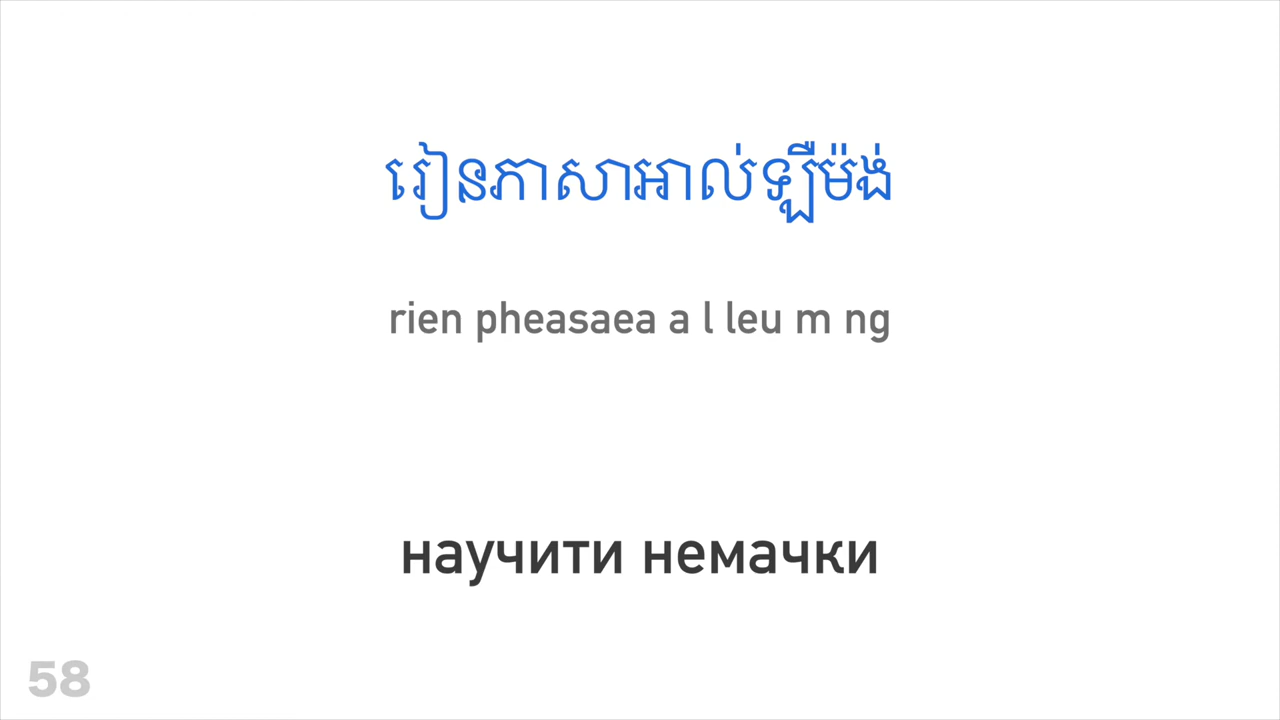 រៀនភាសាអាល់ឡឺម៉ង់
rien pheasaea a l leu m ng
научити немачки
58